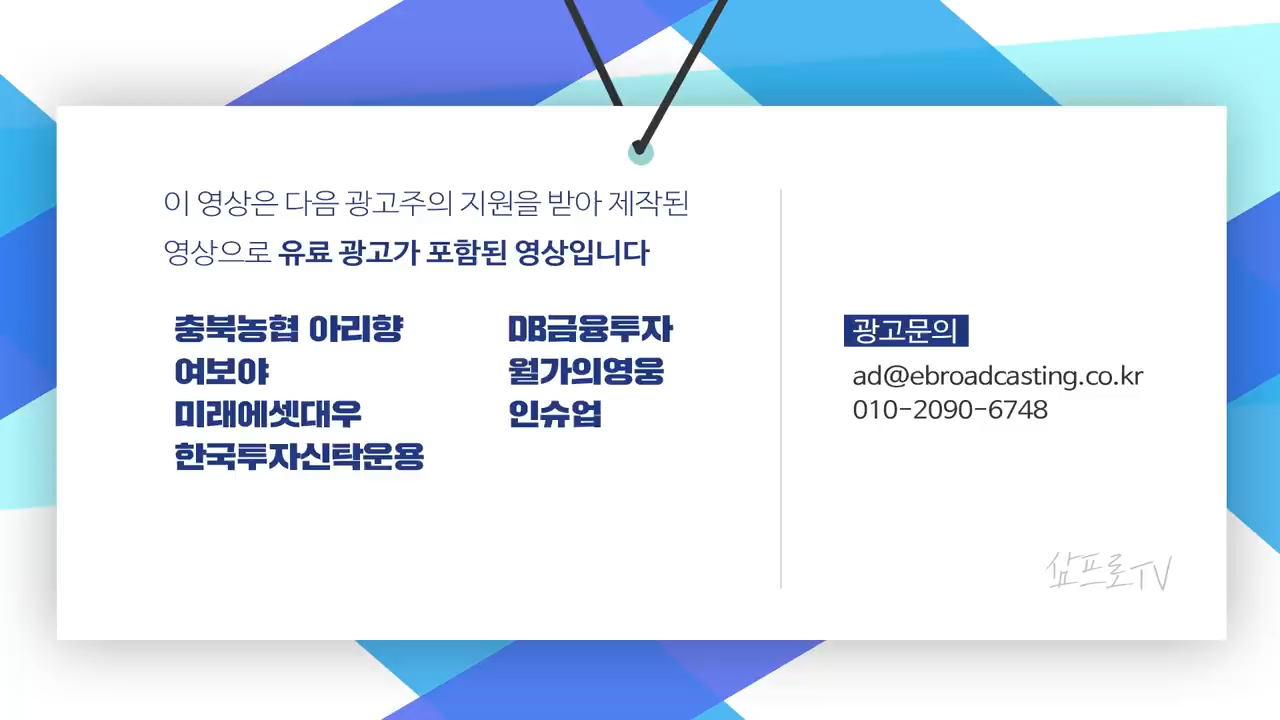 이 영상은 다음 광고주의 지원을 받아 제작된
영상으로 유료 광고가 포함된 영상입니다
충북농협 아리향
여보야
미래에셋대우
한국투자신탁운용
DB금융투자
월가의영웅
인슈업
광고문의
ad@ebroadcasting.co.kr
010-2090-6748
삼프로TV